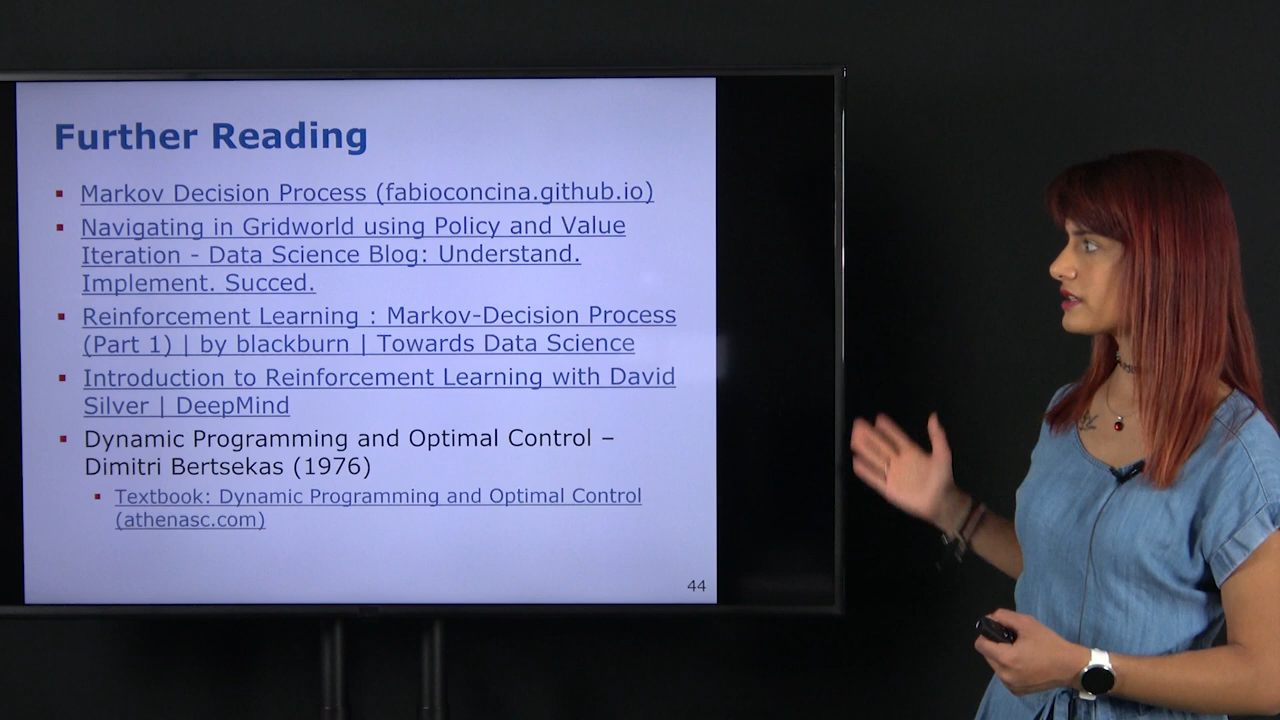 Further Reading
Markov Decision Process (fabioconcina.github.io)
Navigating in Gridworld using Policy and Value
Iteration - Data Science Blog: Understand.
Implement. Succed.
Reinforcement Learning : Markov-Decision Process
(Part 1) | by blackburn | Towards Data Science
Introduction to Reinforcement Learning with David
Silver | DeepMind
Dynamic Programming and Optimal Control –
Dimitri Bertsekas (1976)
Textbook: Dynamic Programming and Optimal Control
(athenasc.com)
44